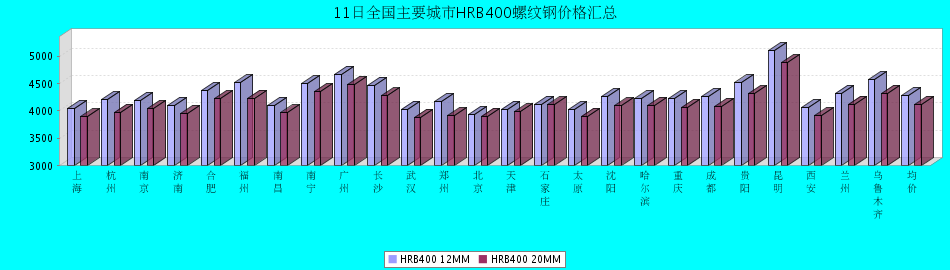 11日全国主要城市HRB400螺纹钢价格汇总
5000
4500
4000
3500
3000
上海 杭州 南京 济南 合肥 福州 南昌 南宁 广州 长沙 武汉 郑州 北京 天津 石家庄 太原 沈阳 哈尔滨 重庆 成都 贵阳 昆明 西安 兰州 乌鲁木齐 均价
HRB400 12MM HRB400 20MM